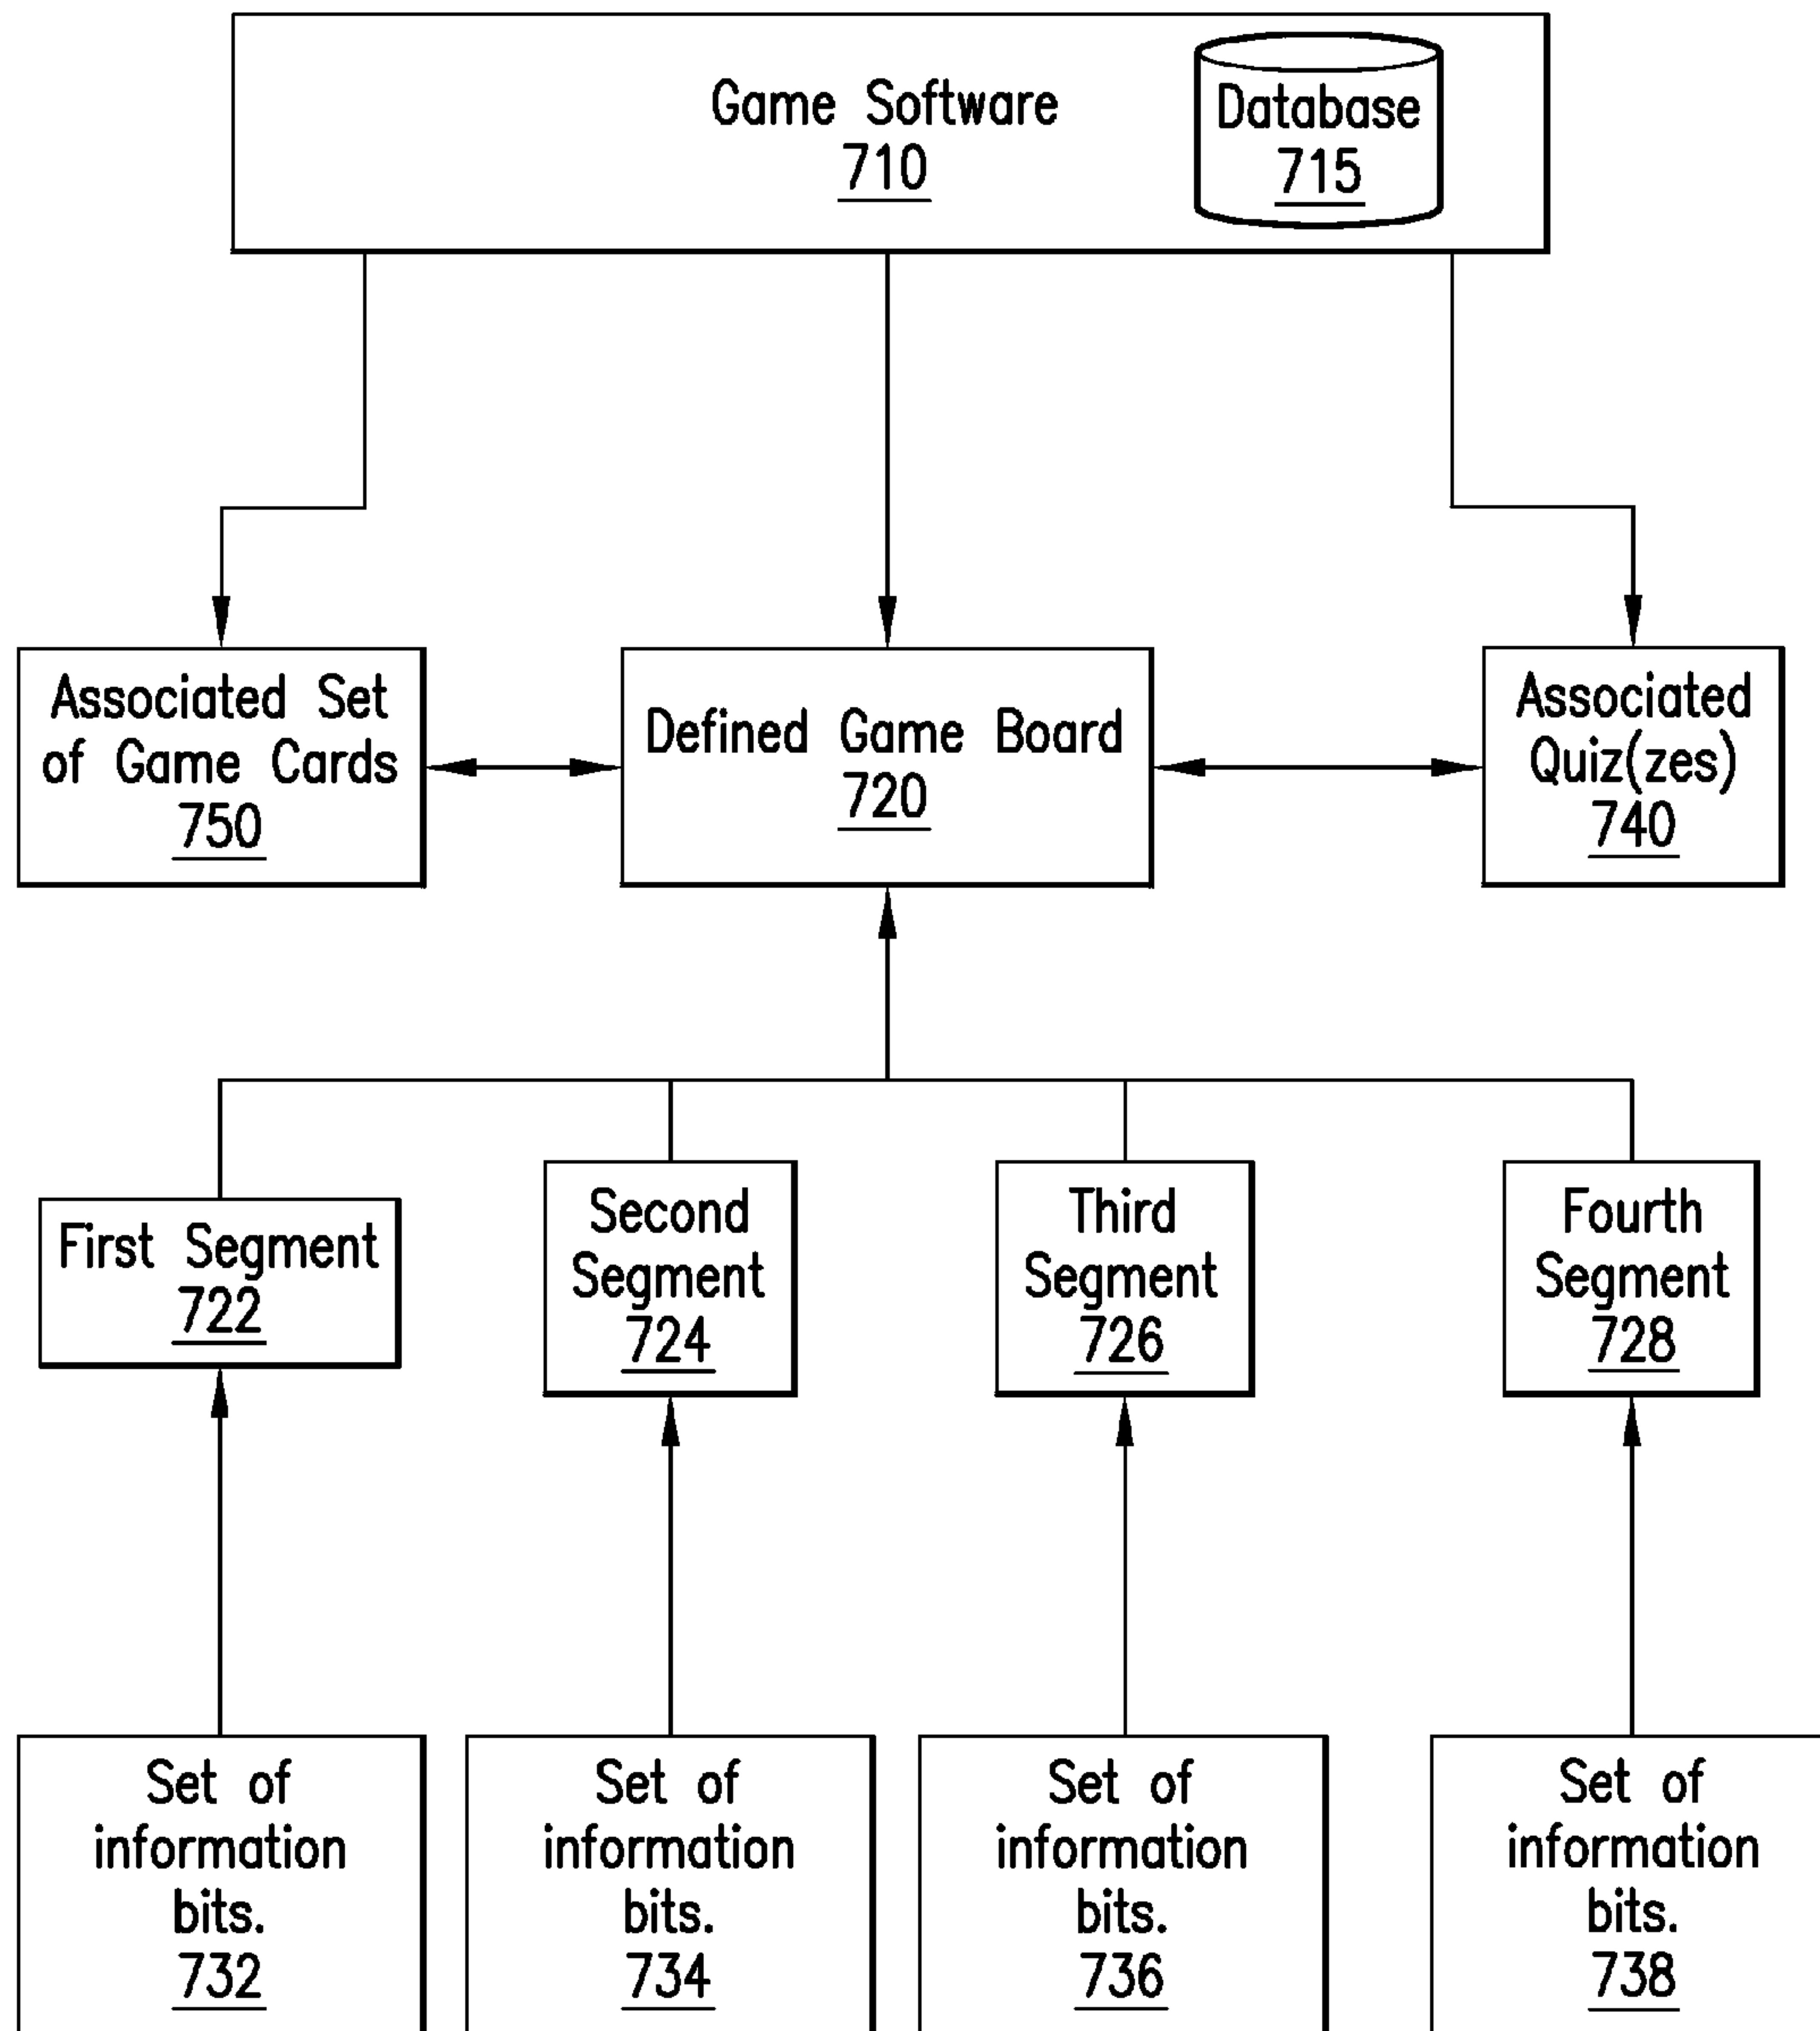 Game Software
710
Database
715
Associated Set
of Game Cards
750
Defined Game Board
720
Associated
Quiz(zes)
740
First Segment
722
Second
Segment
724
Third
Segment
726
Fourth
Segment
728
Set of
information
bits.
732
Set of
information
bits.
734
Set of
information
bits.
736
Set of
information
bits.
738